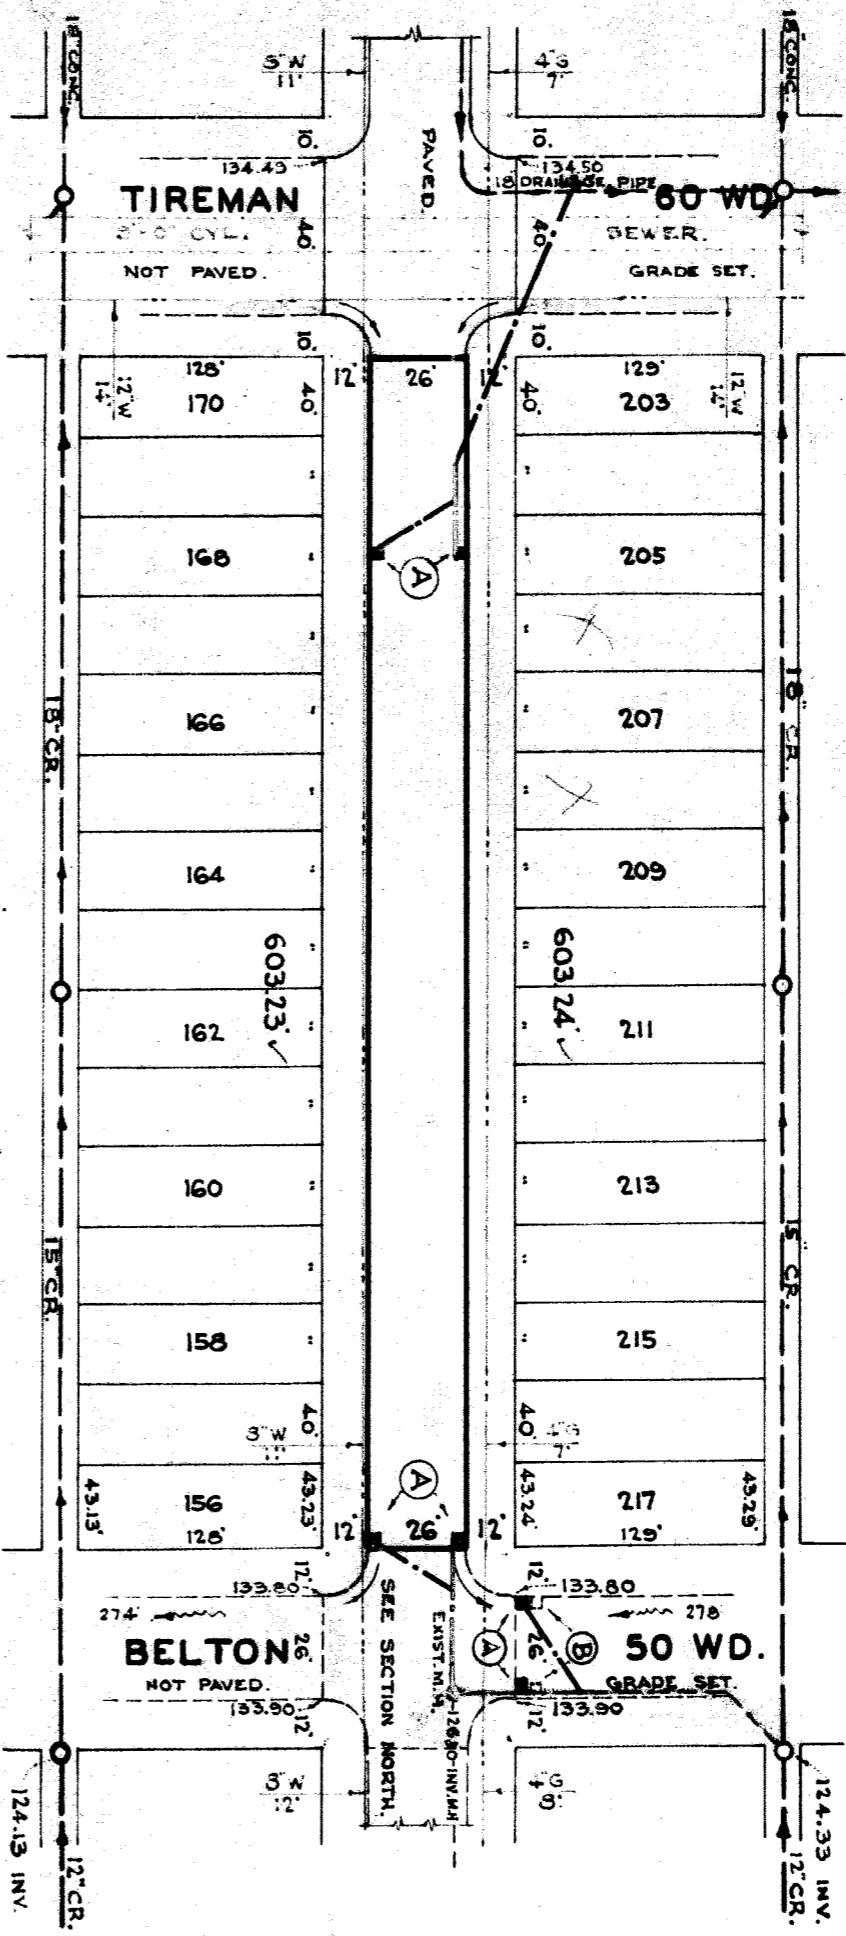 18" CONC.
3" W
11'
4" G
7'
18" CONC.
PAVED.
10.
134.49
10.
134.50
18 DRAINAGE PIPE
TIREMAN
60 WD
40'
40'
SEWER.
NOT PAVED.
GRADE SET.
10.
10.
12" W
14'
12" W
14'
128'
12'
26'
12'
129'
170
40'
40'
203
"
"
168
"
A
"
205
"
"
166
"
"
207
18" CR.
18" CR.
"
"
164
"
"
209
"
"
603.23' ✓
603.24' ✓
162
"
"
211
"
"
160
"
"
213
"
"
15" CR.
15" CR.
158
"
"
215
40'
40'
3" W
11'
4" G
7'
43.13'
156
43.23'
A
43.24'
217
43.29'
128'
12'
26'
12'
129'
12'
133.80
12'
133.80
274'
278
BELTON
26'
A
26'
B
50 WD.
NOT PAVED.
GRADE SET.
SEE SECTION NORTH.
EXIST. M.H.
126.80-INV.MH
133.90
12'
12'
133.90
3" W
12'
4" G
8'
124.13 INV.
12" CR.
124.33 INV.
12" CR.